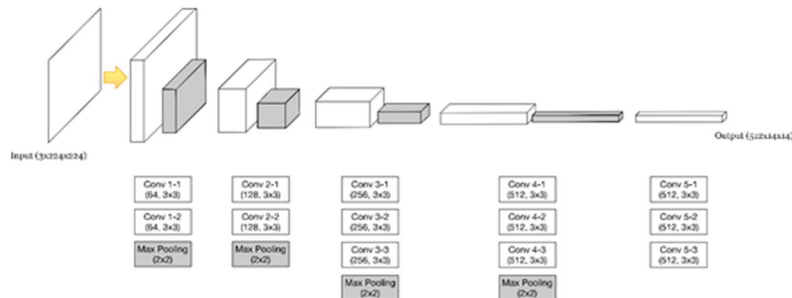 Input (3x224x224)
Output (512x14x14)
Conv 1-1
(64, 3x3)
Conv 1-2
(64, 3x3)
Max Pooling
(2x2)
Conv 2-1
(128, 3x3)
Conv 2-2
(128, 3x3)
Max Pooling
(2x2)
Conv 3-1
(256, 3x3)
Conv 3-2
(256, 3x3)
Conv 3-3
(256, 3x3)
Max Pooling
(2x2)
Conv 4-1
(512, 3x3)
Conv 4-2
(512, 3x3)
Conv 4-3
(512, 3x3)
Max Pooling
(2x2)
Conv 5-1
(512, 3x3)
Conv 5-2
(512, 3x3)
Conv 5-3
(512, 3x3)